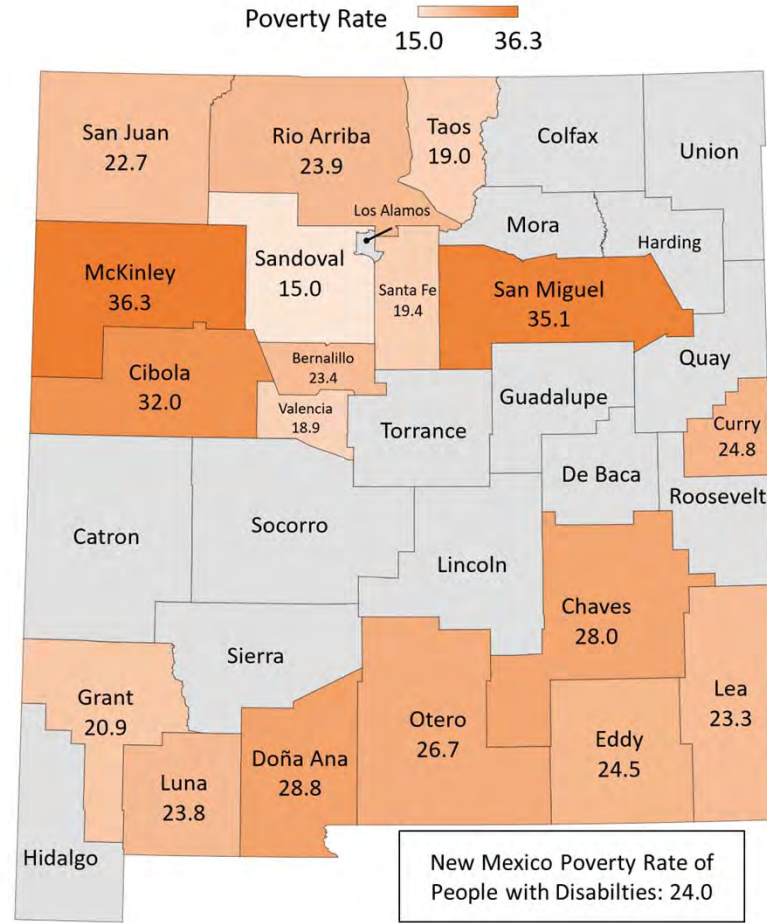 Poverty Rate
15.0 36.3
San Juan
22.7
Rio Arriba
23.9
Taos
19.0
Colfax
Union
Los Alamos
Mora
Harding
McKinley
36.3
Sandoval
15.0
Santa Fe
19.4
San Miguel
35.1
Quay
Cibola
32.0
Bernalillo
23.4
Valencia
18.9
Torrance
Guadalupe
Curry
24.8
De Baca
Roosevelt
Catron
Socorro
Lincoln
Chaves
28.0
Sierra
Grant
20.9
Luna
23.8
Doña Ana
28.8
Otero
26.7
Eddy
24.5
Lea
23.3
Hidalgo
New Mexico Poverty Rate of
People with Disabilties: 24.0